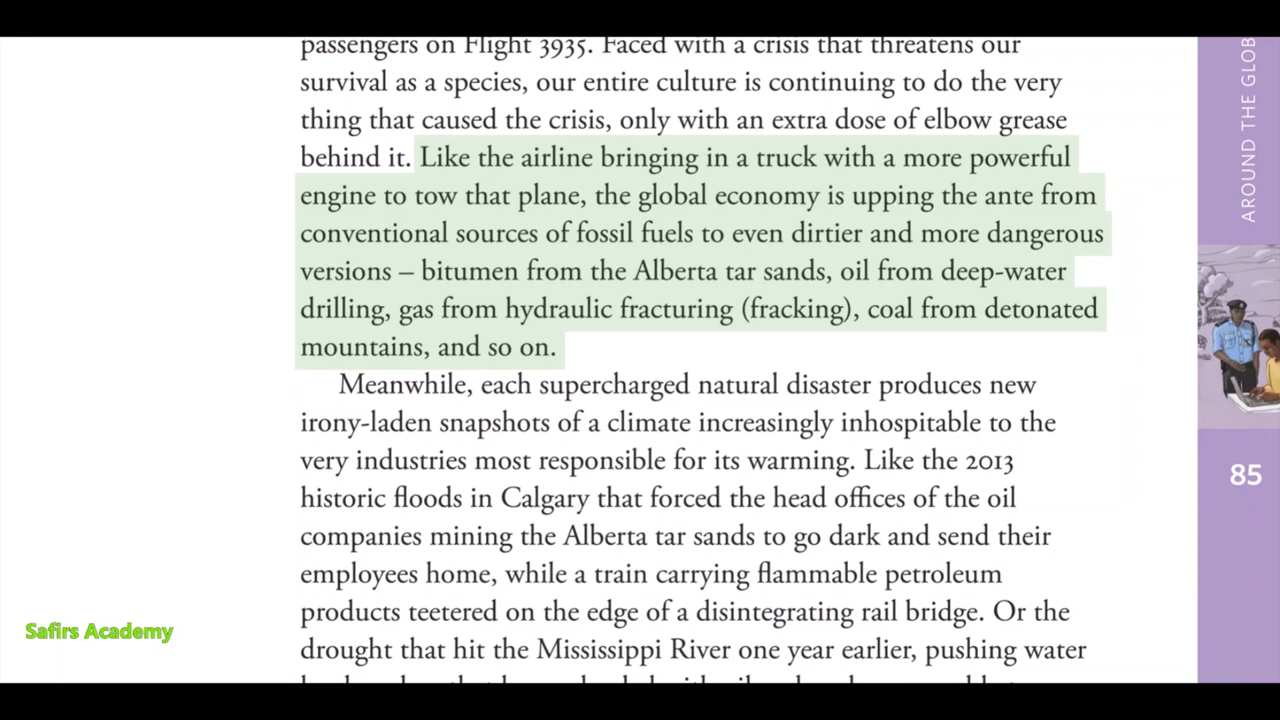 passengers on Flight 3935. Faced with a crisis that threatens our
survival as a species, our entire culture is continuing to do the very
thing that caused the crisis, only with an extra dose of elbow grease
behind it. Like the airline bringing in a truck with a more powerful
engine to tow that plane, the global economy is upping the ante from
conventional sources of fossil fuels to even dirtier and more dangerous
versions – bitumen from the Alberta tar sands, oil from deep-water
drilling, gas from hydraulic fracturing (fracking), coal from detonated
mountains, and so on.
Meanwhile, each supercharged natural disaster produces new
irony-laden snapshots of a climate increasingly inhospitable to the
very industries most responsible for its warming. Like the 2013
historic floods in Calgary that forced the head offices of the oil
companies mining the Alberta tar sands to go dark and send their
employees home, while a train carrying flammable petroleum
products teetered on the edge of a disintegrating rail bridge. Or the
drought that hit the Mississippi River one year earlier, pushing water
AROUND THE GLOB
85
Safirs Academy